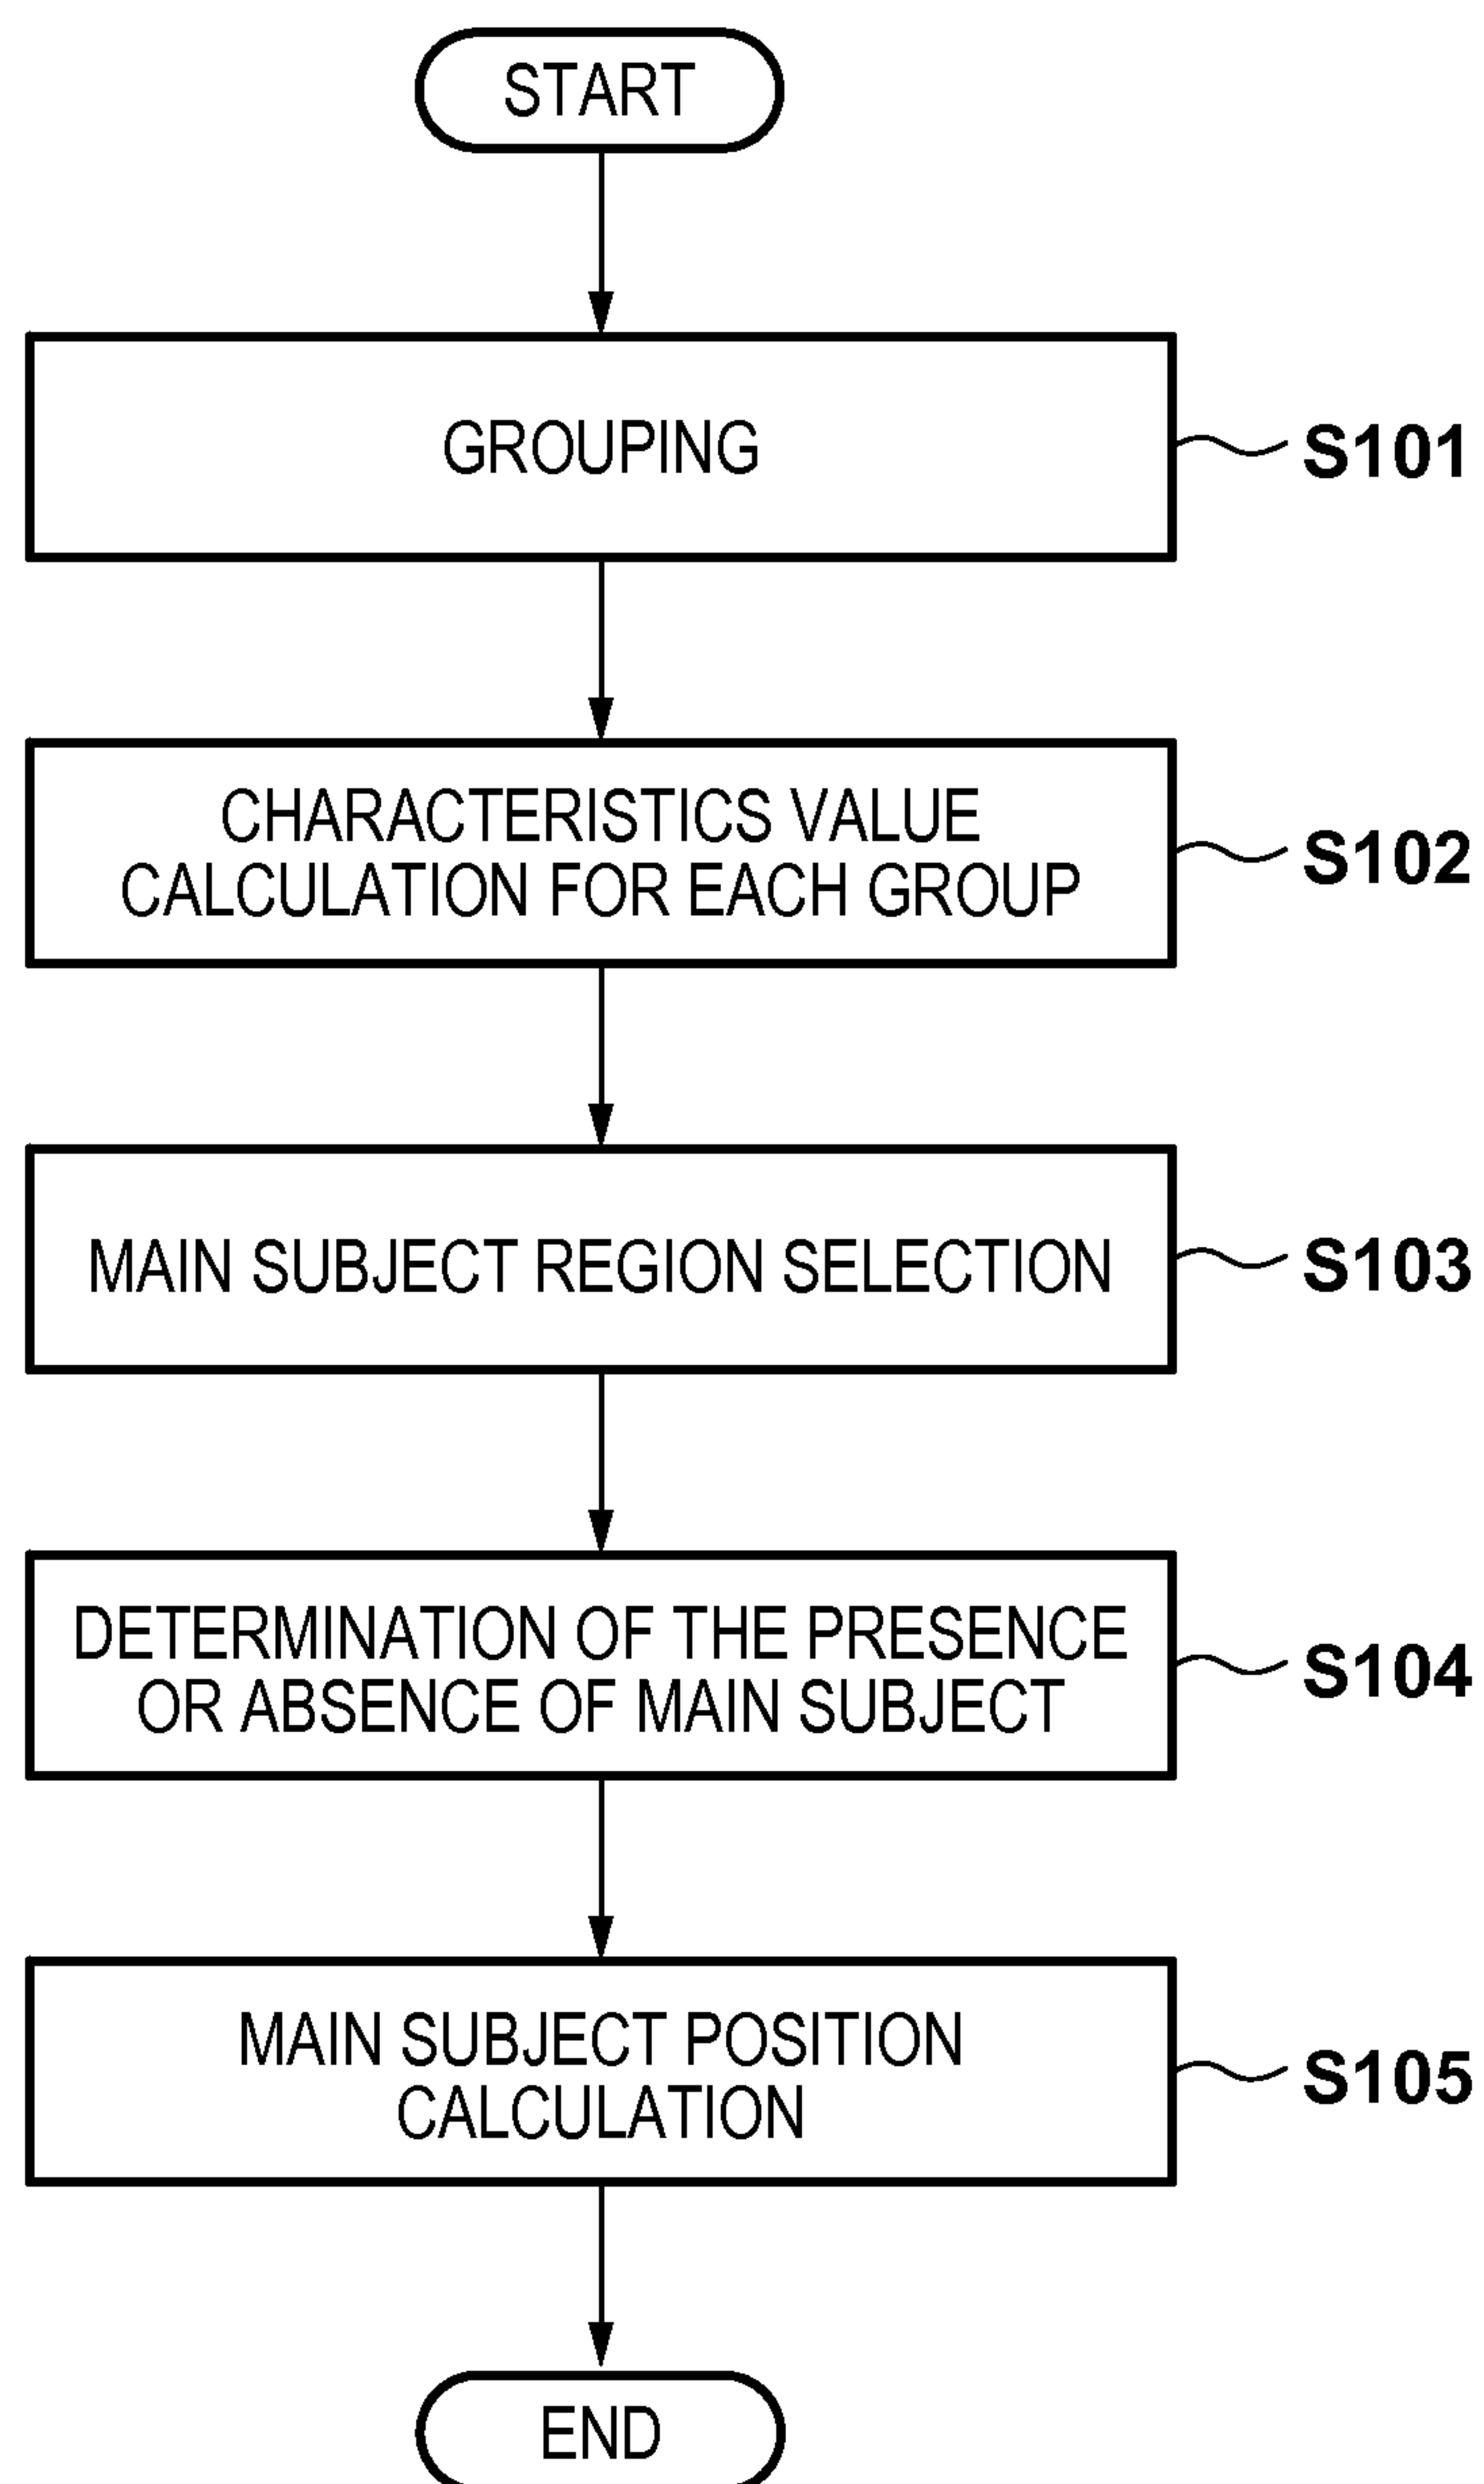 START
GROUPING
S101
CHARACTERISTICS VALUE
CALCULATION FOR EACH GROUP
S102
MAIN SUBJECT REGION SELECTION
S103
DETERMINATION OF THE PRESENCE
OR ABSENCE OF MAIN SUBJECT
S104
MAIN SUBJECT POSITION
CALCULATION
S105
END